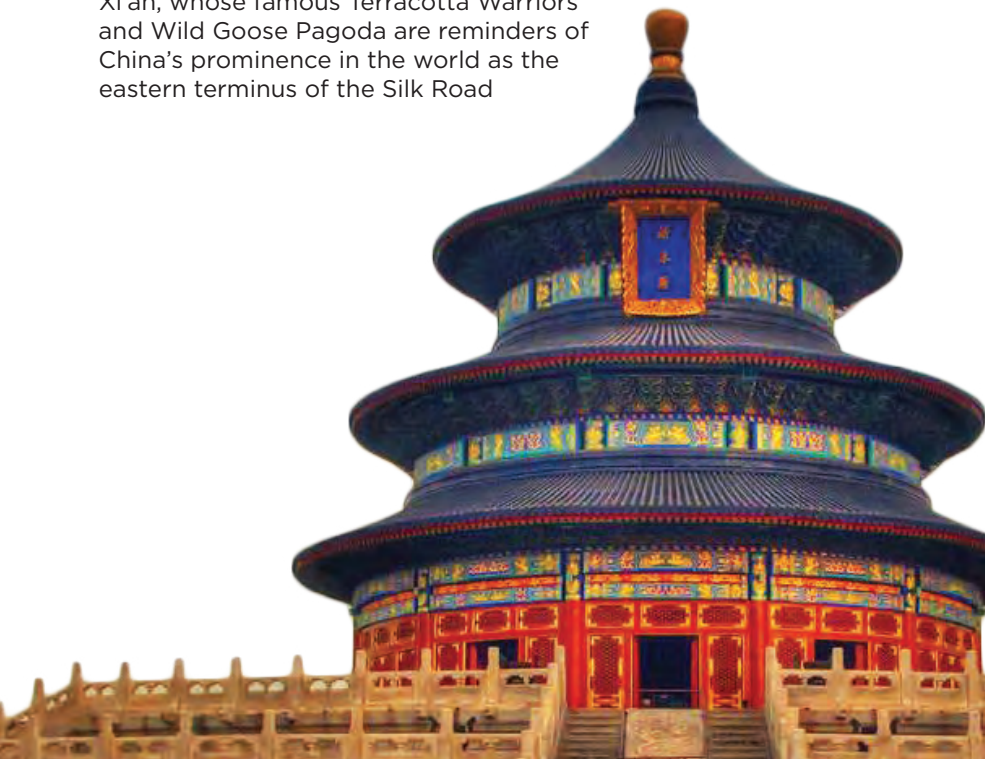 Xi'an, whose famous Terracotta Warriors
and Wild Goose Pagoda are reminders of
China’s prominence in the world as the
eastern terminus of the Silk Road